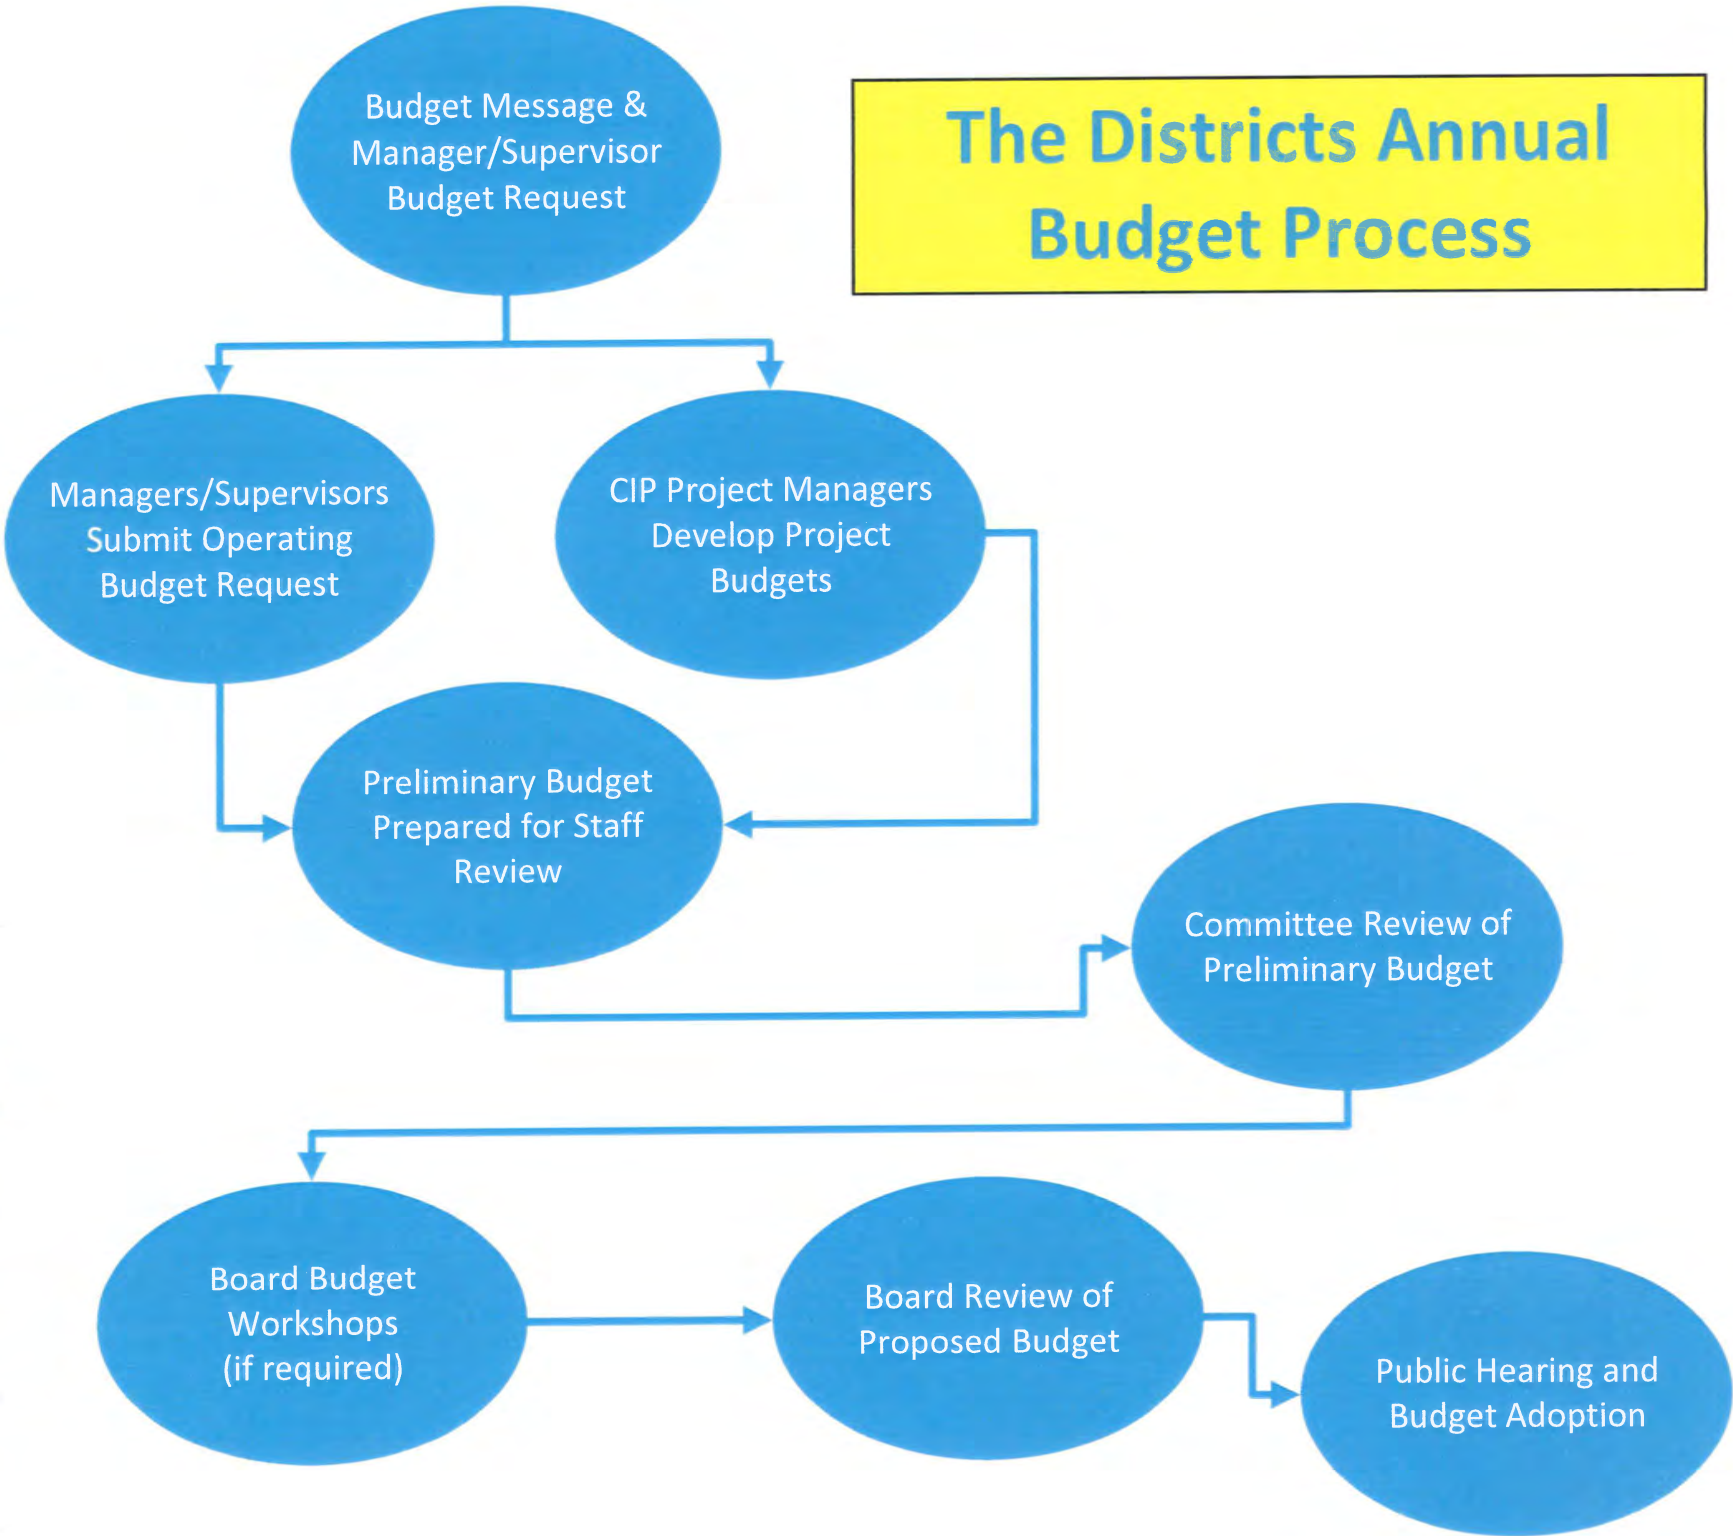 The Districts Annual
Budget Process
Budget Message &
Manager/Supervisor
Budget Request
Managers/Supervisors
Submit Operating
Budget Request
CIP Project Managers
Develop Project
Budgets
Preliminary Budget
Prepared for Staff
Review
Committee Review of
Preliminary Budget
Board Budget
Workshops
(if required)
Board Review of
Proposed Budget
Public Hearing and
Budget Adoption